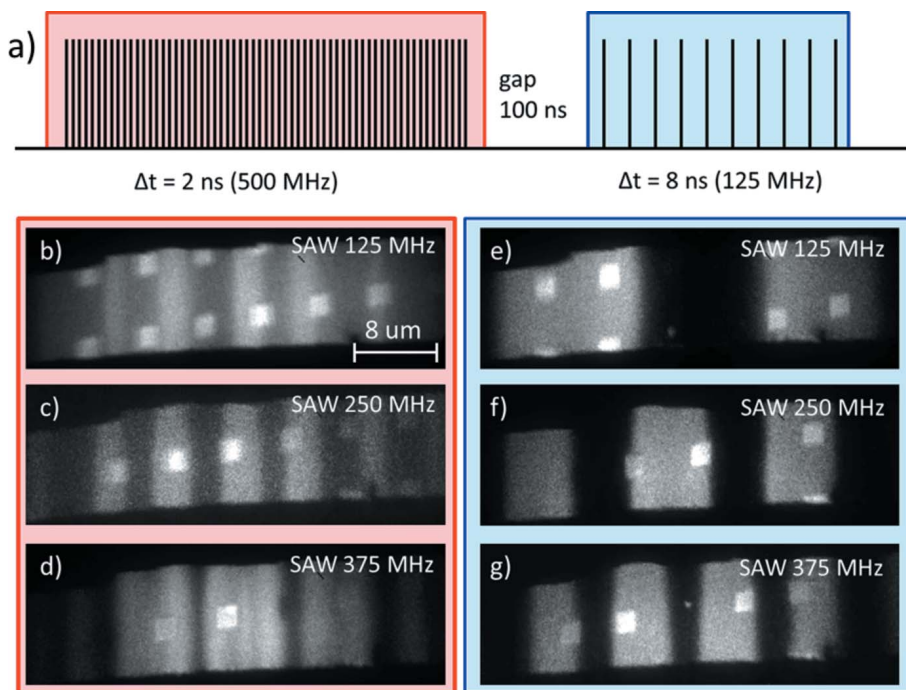 a)
gap
100 ns
Δt = 2 ns (500 MHz)
Δt = 8 ns (125 MHz)
b)
SAW 125 MHz
8 um
c)
SAW 250 MHz
d)
SAW 375 MHz
e)
SAW 125 MHz
f)
SAW 250 MHz
g)
SAW 375 MHz